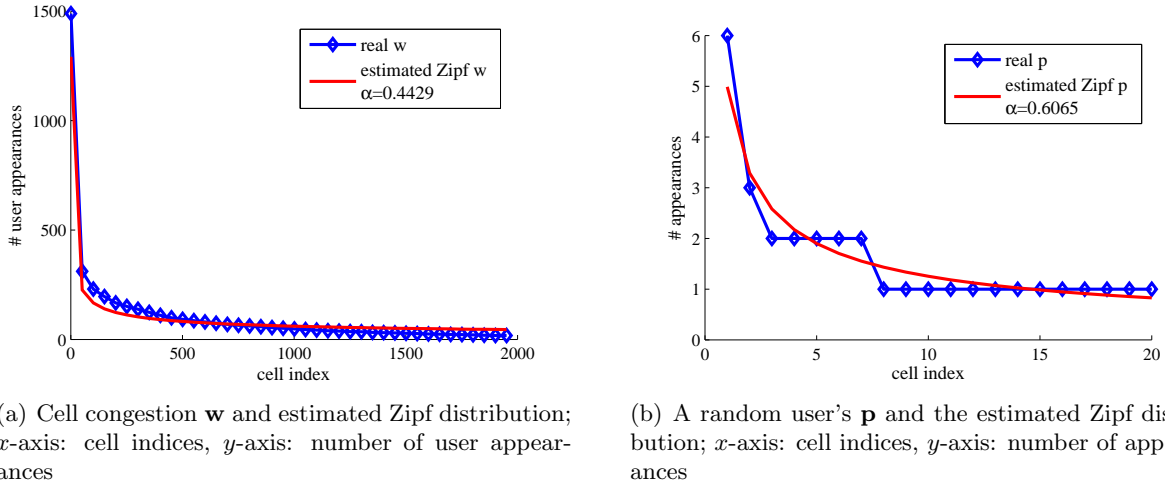 1500
1000
500
0
0
500
1000
1500
2000
# user appearances
cell index
real w
estimated Zipf w
α=0.4429
6
5
4
3
2
1
0
0
5
10
15
20
# appearances
cell index
real p
estimated Zipf p
α=0.6065
(a) Cell congestion w and estimated Zipf distribution;
x-axis: cell indices, y-axis: number of user appear-
ances
(b) A random user's p and the estimated Zipf dis
bution; x-axis: cell indices, y-axis: number of app
ances